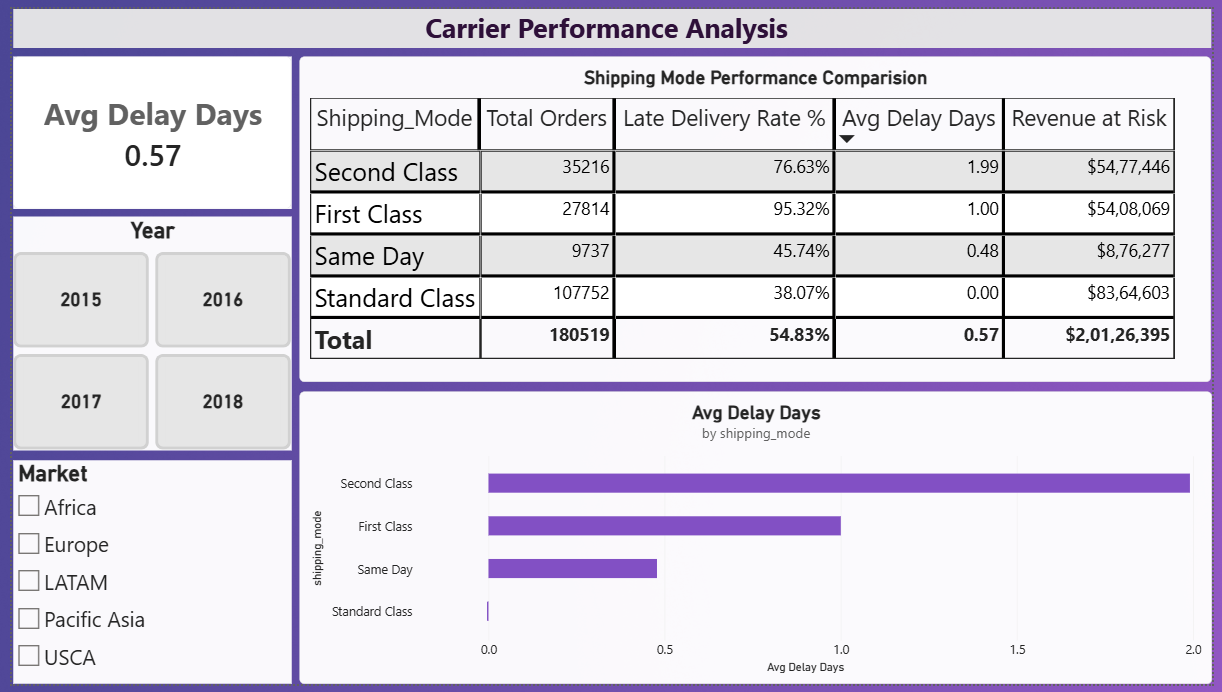 Carrier Performance Analysis
Avg Delay Days
0.57
Year
2015 2016
2017 2018
Market
Africa
Europe
LATAM
Pacific Asia
USCA
Shipping Mode Performance Comparision
Shipping_Mode Total Orders Late Delivery Rate % Avg Delay Days Revenue at Risk
Second Class 35216 76.63% 1.99 $54,77,446
First Class 27814 95.32% 1.00 $54,08,069
Same Day 9737 45.74% 0.48 $8,76,277
Standard Class 107752 38.07% 0.00 $83,64,603
Total 180519 54.83% 0.57 $2,01,26,395
Avg Delay Days
by shipping_mode
shipping_mode
Second Class
First Class
Same Day
Standard Class
0.0 0.5 1.0 1.5 2.0
Avg Delay Days